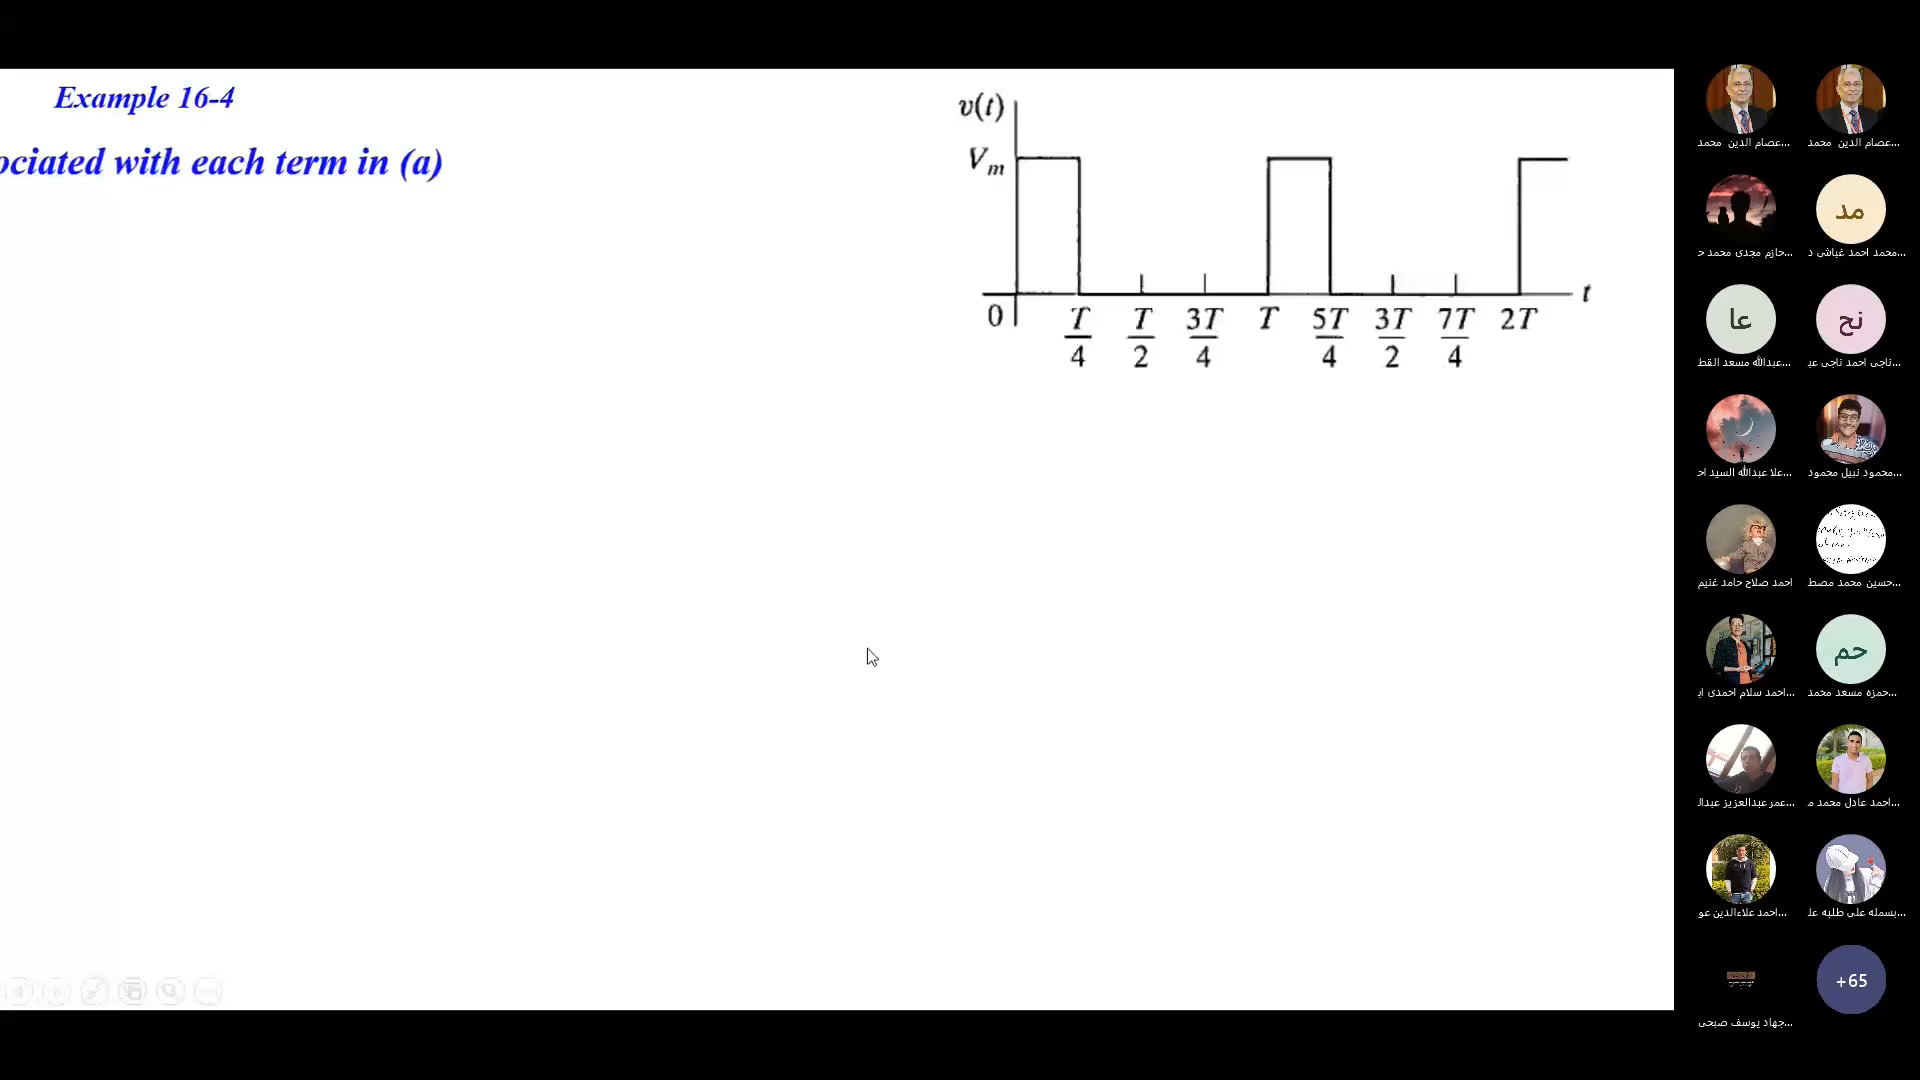 Example 16-4
ociated with each term in (a)
v(t)
Vm
0
T/4 T/2 3T/4 T 5T/4 3T/2 7T/4 2T
t
عصام الدين محمد...
عصام الدين محمد...
حازم مجدى محمد ح...
مد
محمد احمد غباشى د...
عا
عبدالله مسعد القط...
نح
ناجى احمد ناجى عبد...
علا عبدالله السيد اح...
محمود نبيل محمود...
احمد صلاح حامد غنيم
حسين محمد مصط...
احمد سلام احمدى اب...
حم
حمزه مسعد محمد...
عمر عبدالعزيز عبدال...
احمد عادل محمد م...
احمد علاءالدين عو...
بسمله على طلبه عل...
جهاد يوسف صبحى...
+65